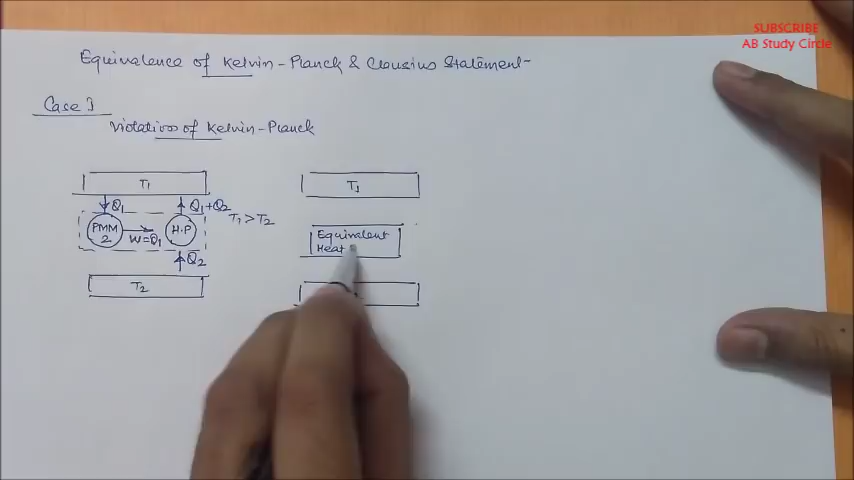 SUBSCRIBE
AB Study Circle
Equivalence of Kelvin-Planck & Clausius Statement-
Case I
Violation of Kelvin-Planck
T1
T1
Q1
Q1+Q2
T1 > T2
PMM
2
W=Q1
H.P
Equivalent
Heat
Q2
T2